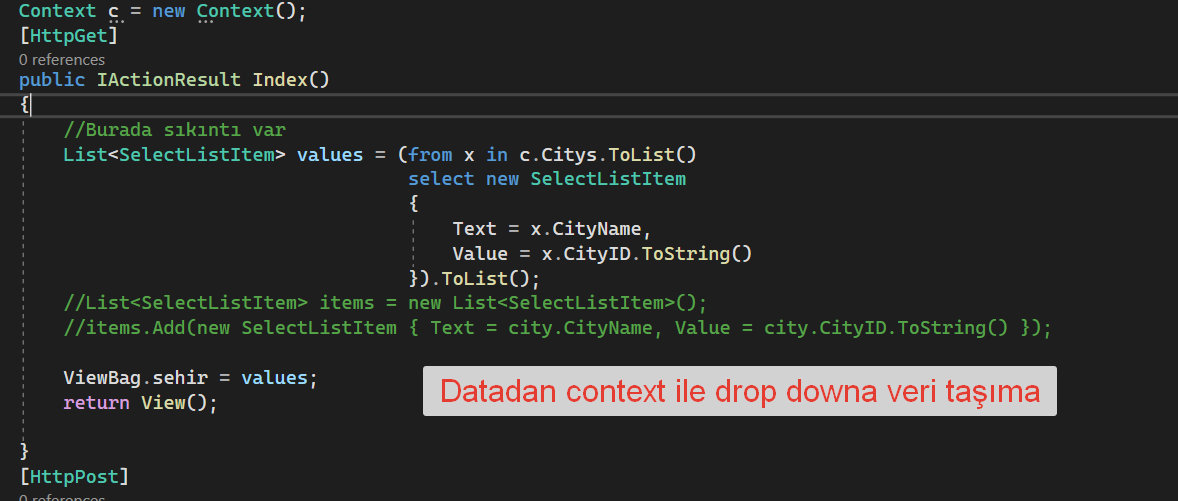 Context c = new Context();
[HttpGet]
0 references
public IActionResult Index()
{
//Burada sıkıntı var
List<SelectListItem> values = (from x in c.Citys.ToList()
select new SelectListItem
{
Text = x.CityName,
Value = x.CityID.ToString()
}).ToList();
//List<SelectListItem> items = new List<SelectListItem>();
//items.Add(new SelectListItem { Text = city.CityName, Value = city.CityID.ToString() });
ViewBag.sehir = values;
Datadan context ile drop downa veri taşıma
return View();
}
[HttpPost]
0 references